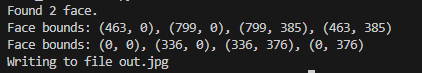 Found 2 face.
Face bounds: (463, 0), (799, 0), (799, 385), (463, 385)
Face bounds: (0, 0), (336, 0), (336, 376), (0, 376)
Writing to file out.jpg